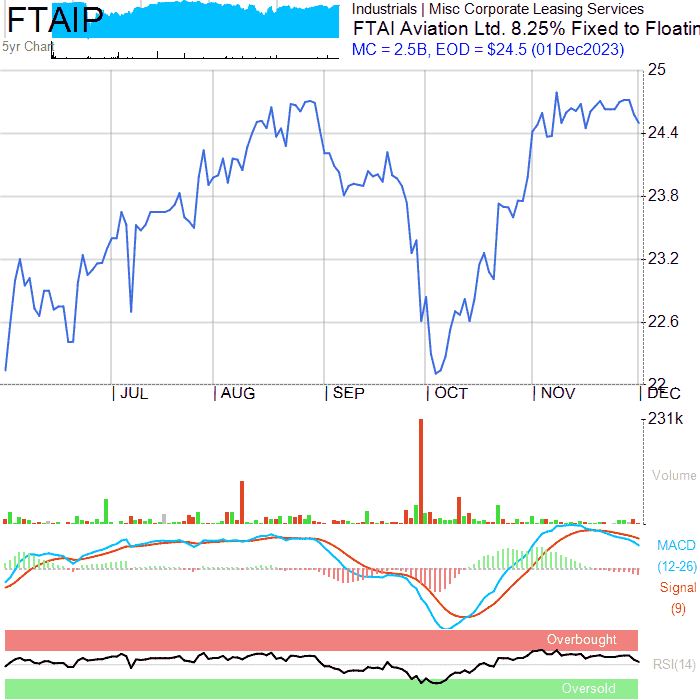 FTAIP
5yr Chart
Industrials | Misc Corporate Leasing Services
FTAI Aviation Ltd. 8.25% Fixed to Floatin
MC = 2.5B, EOD = $24.5 (01Dec2023)
25
24.4
23.8
23.2
22.6
22
JUL AUG SEP OCT NOV DEC
231k
Volume
MACD
(12-26)
Signal
(9)
Overbought
RSI(14)
Oversold